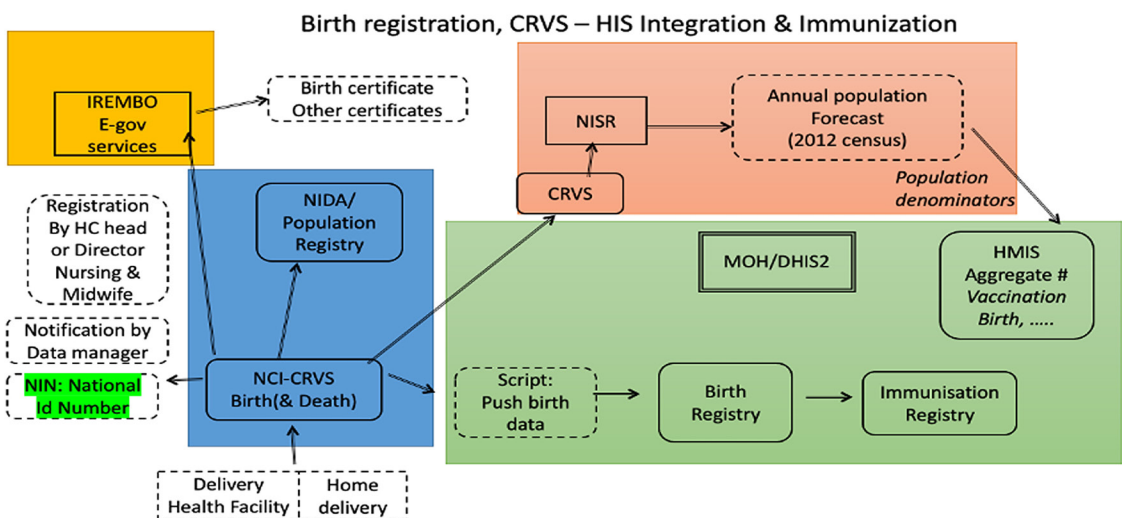 Birth registration, CRVS – HIS Integration & Immunization
IREMBO
E-gov
services
Birth certificate
Other certificates
NISR
Annual population
Forecast
(2012 census)
CRVS
Population
denominators
Registration
By HC head
or Director
Nursing &
Midwife
NIDA/
Population
Registry
MOH/DHIS2
HMIS
Aggregate #
Vaccination
Birth, .....
Notification by
Data manager
NIN: National
Id Number
NCI-CRVS
Birth(& Death)
Script:
Push birth
data
Birth
Registry
Immunisation
Registry
Delivery
Health Facility
Home
delivery